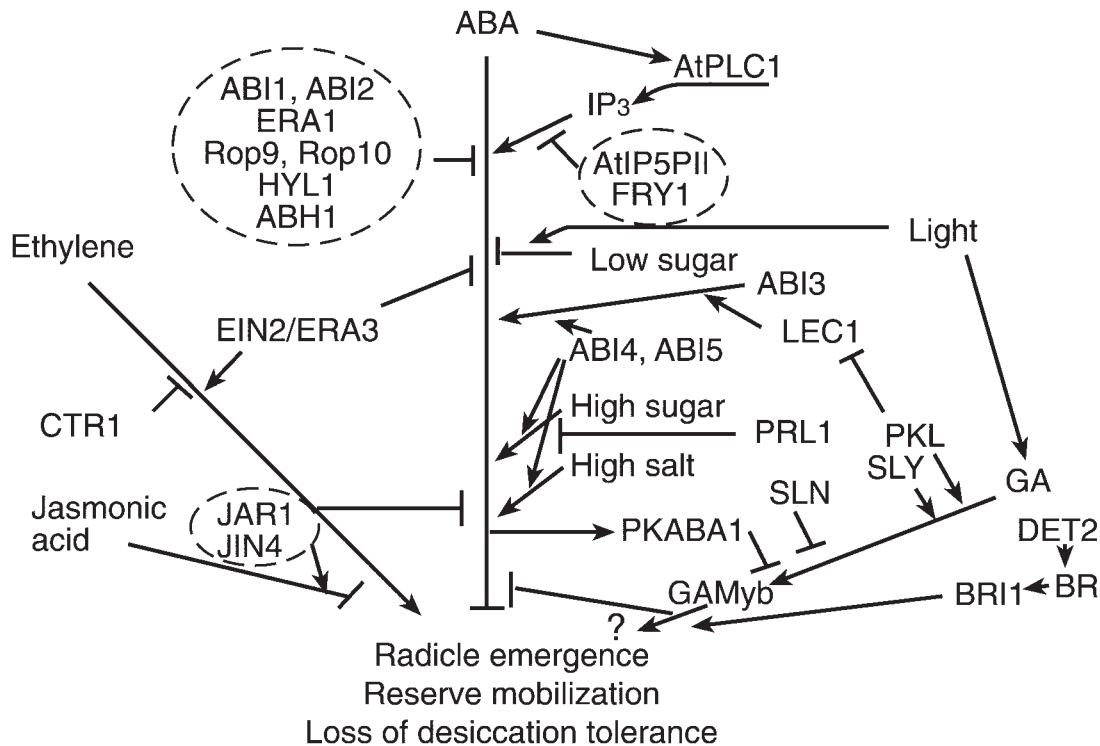 ABA
AtPLC1
ABI1, ABI2
ERA1
Rop9, Rop10
HYL1
ABH1
IP3
AtIP5PII
FRY1
Ethylene
Light
Low sugar
ABI3
EIN2/ERA3
LEC1
ABI4, ABI5
CTR1
High sugar
PRL1
PKL
SLY
High salt
GA
SLN
Jasmonic
acid
JAR1
JIN4
PKABA1
DET2
GAMyb
BRI1
BR
?
Radicle emergence
Reserve mobilization
Loss of desiccation tolerance